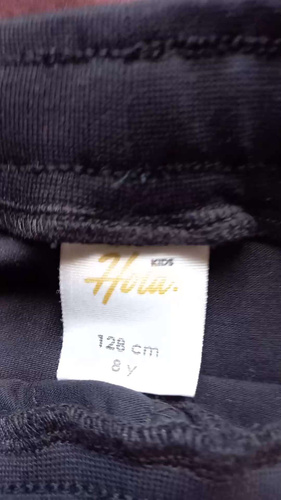 KIDS
Hola.
128 cm
8 y